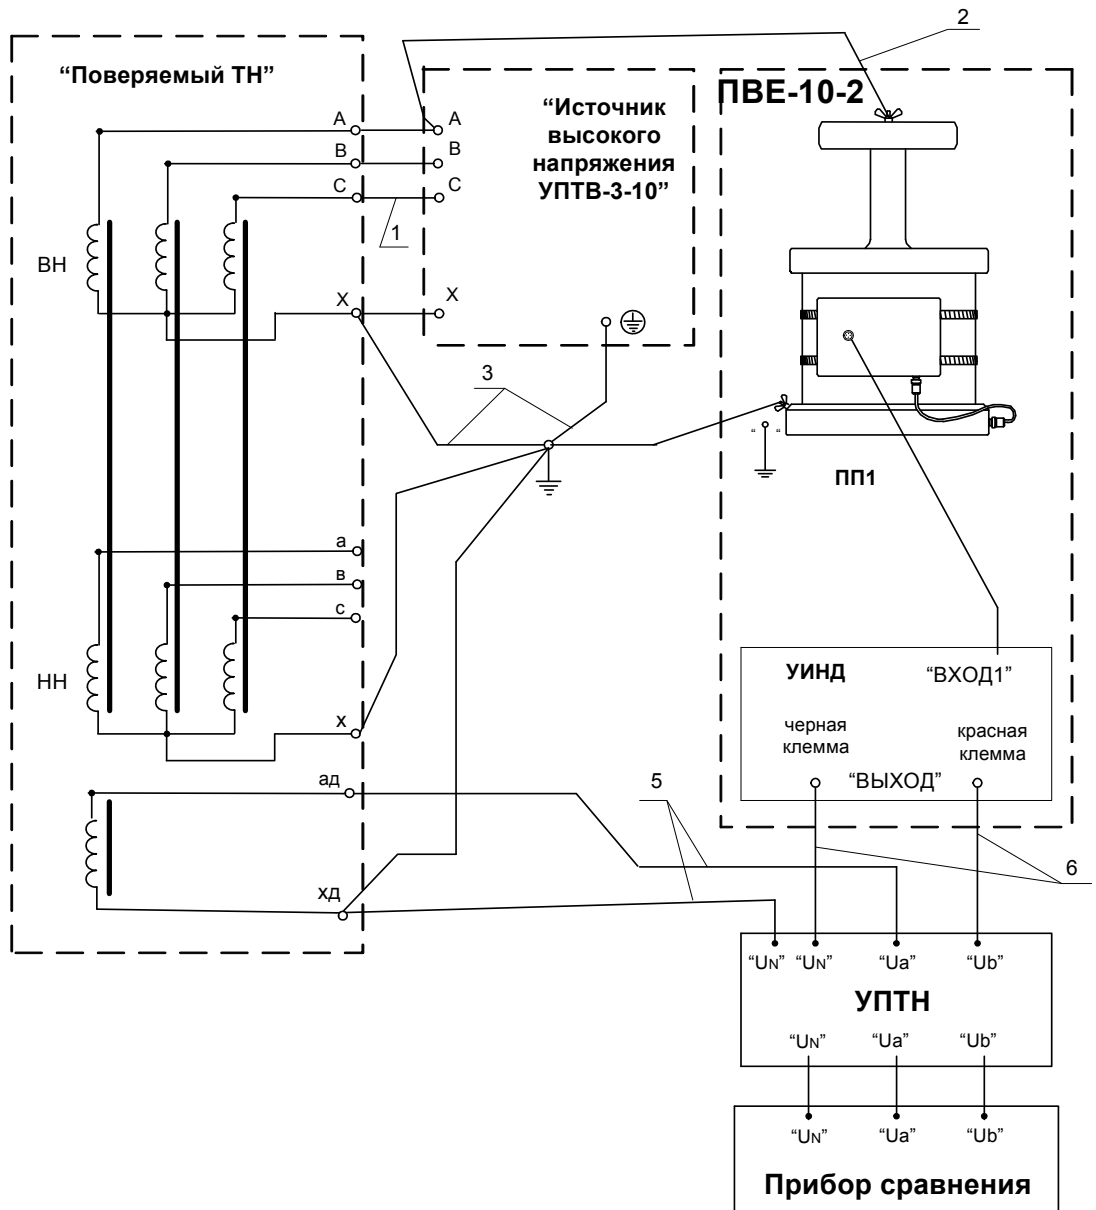 2
“Поверяемый ТН”
ПВЕ-10-2
“Источник
высокого
напряжения
УПТВ-3-10”
А А
В В
С С
1
ВН
Х Х
3
“ “
ПП1
а
в
с
НН
х
УИНД “ВХОД1”
черная
клемма
красная
клемма
“ВЫХОД”
ад
5
6
хд
“UN” “UN” “Ua” “Ub”
УПТН
“UN” “Ua” “Ub”
“UN” “Ua” “Ub”
Прибор сравнения